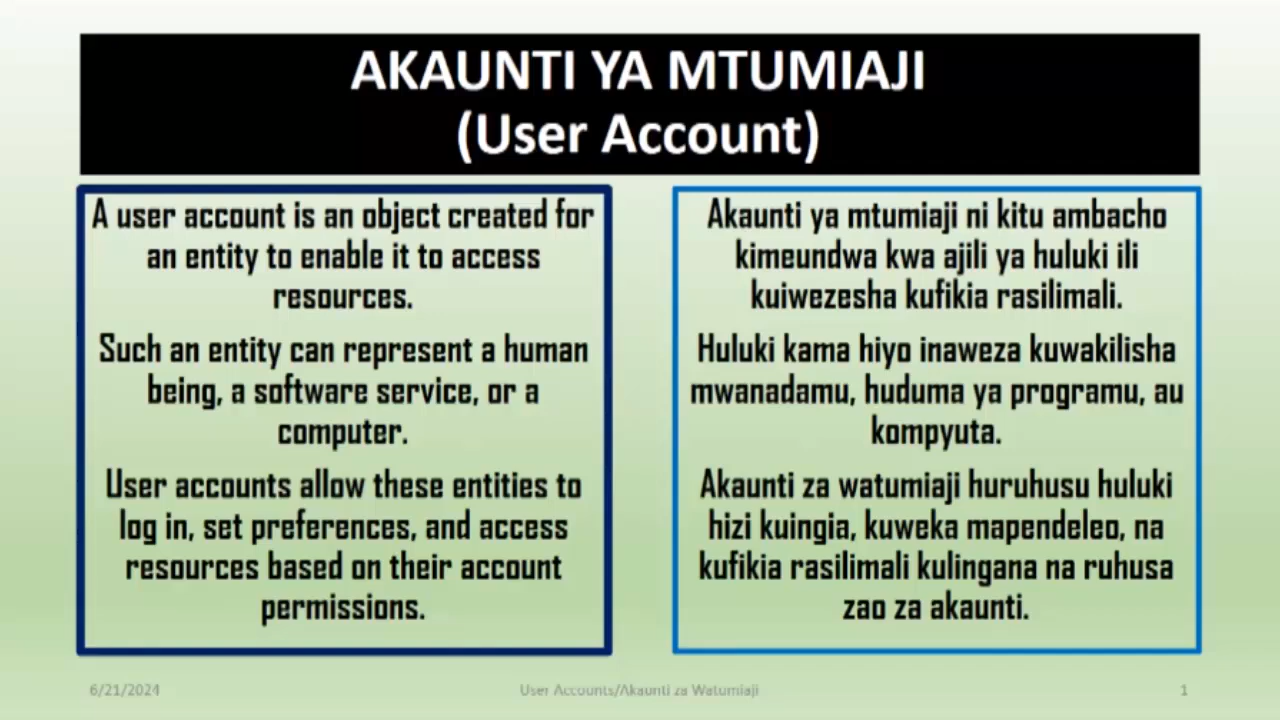 AKAUNTI YA MTUMIAJI
(User Account)
A user account is an object created for
an entity to enable it to access
resources.
Such an entity can represent a human
being, a software service, or a
computer.
User accounts allow these entities to
log in, set preferences, and access
resources based on their account
permissions.
Akaunti ya mtumiaji ni kitu ambacho
kimeundwa kwa ajili ya huluki ili
kuiwezesha kufikia rasilimali.
Huluki kama hiyo inaweza kuwakilisha
mwanadamu, huduma ya programu, au
kompyuta.
Akaunti za watumiaji huruhusu huluki
hizi kuingia, kuweka mapendeleo, na
kufikia rasilimali kulingana na ruhusa
zao za akaunti.
6/21/2024
User Accounts/Akaunti za Watumiaji
1